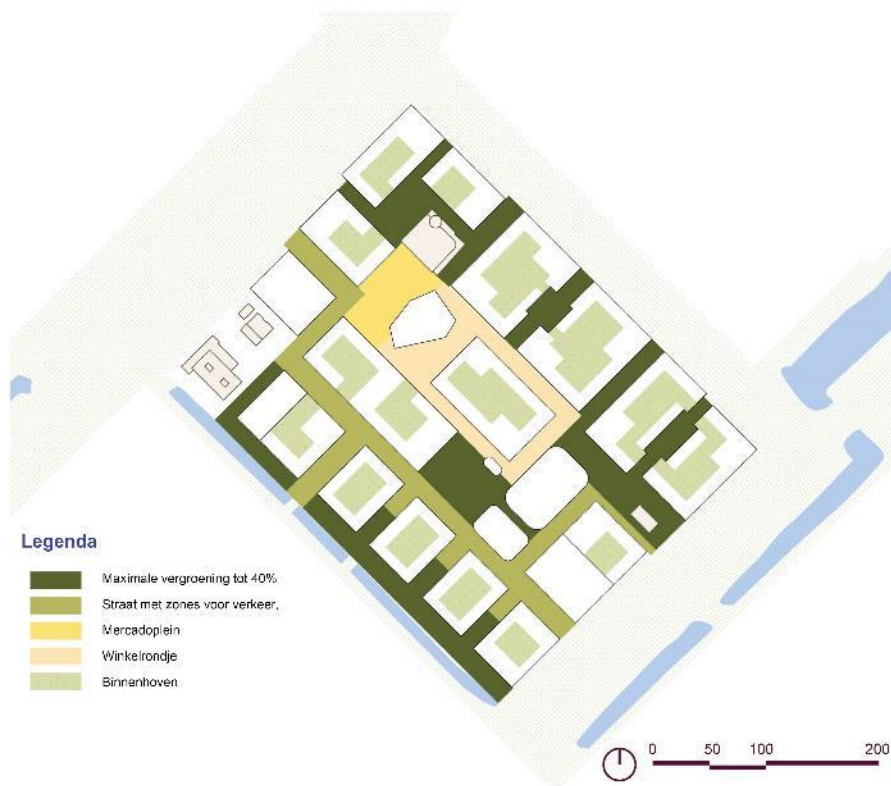 Legenda
Maximale vergroening tot 40%
Straat met zones voor verkeer,
Mercadoplein
Winkelrondje
Binnenhoven
0 50 100 200